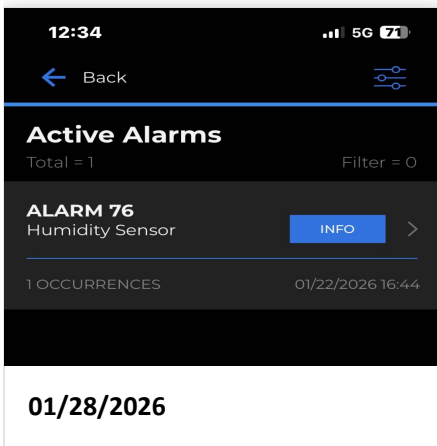 12:34
5G 71
Back
Active Alarms
Total = 1 Filter = 0
ALARM 76
Humidity Sensor
INFO
1 OCCURRENCES 01/22/2026 16:44
01/28/2026